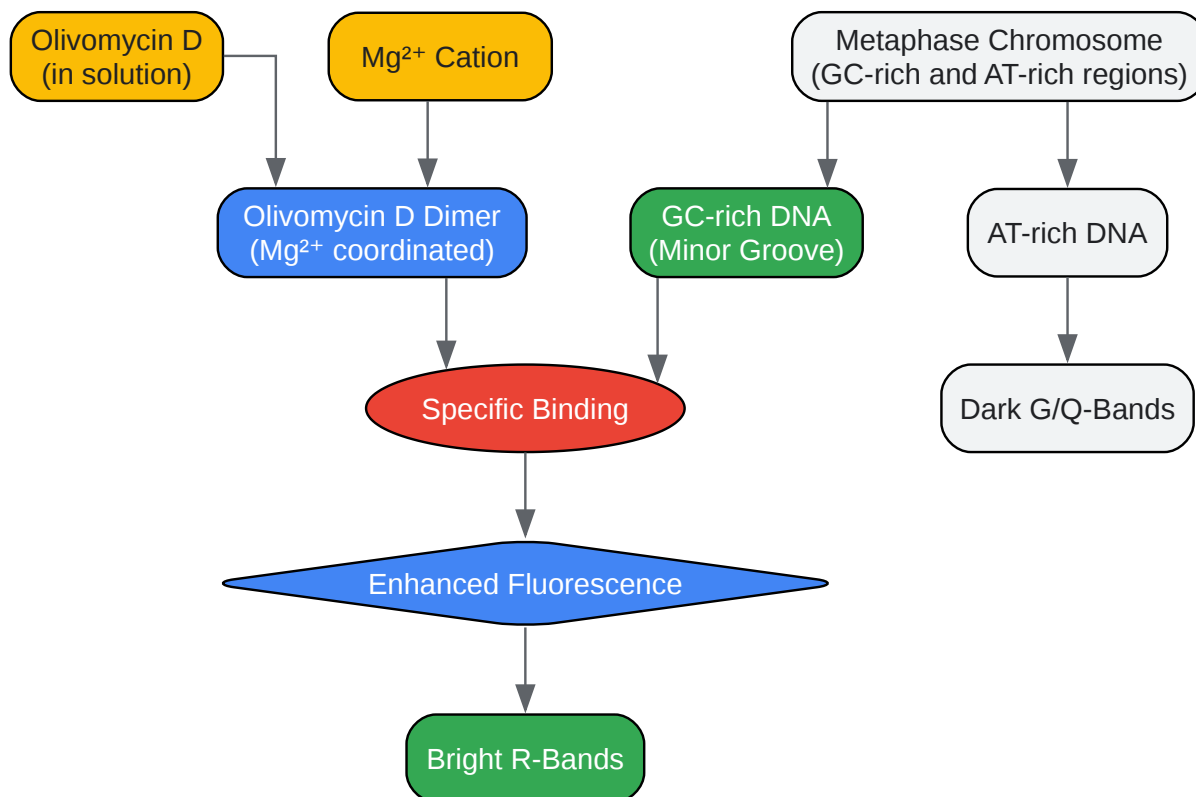 Olivomycin D
(in solution)
Mg²⁺ Cation
Metaphase Chromosome
(GC-rich and AT-rich regions)
Olivomycin D Dimer
(Mg²⁺ coordinated)
GC-rich DNA
(Minor Groove)
AT-rich DNA
Specific Binding
Dark G/Q-Bands
Enhanced Fluorescence
Bright R-Bands